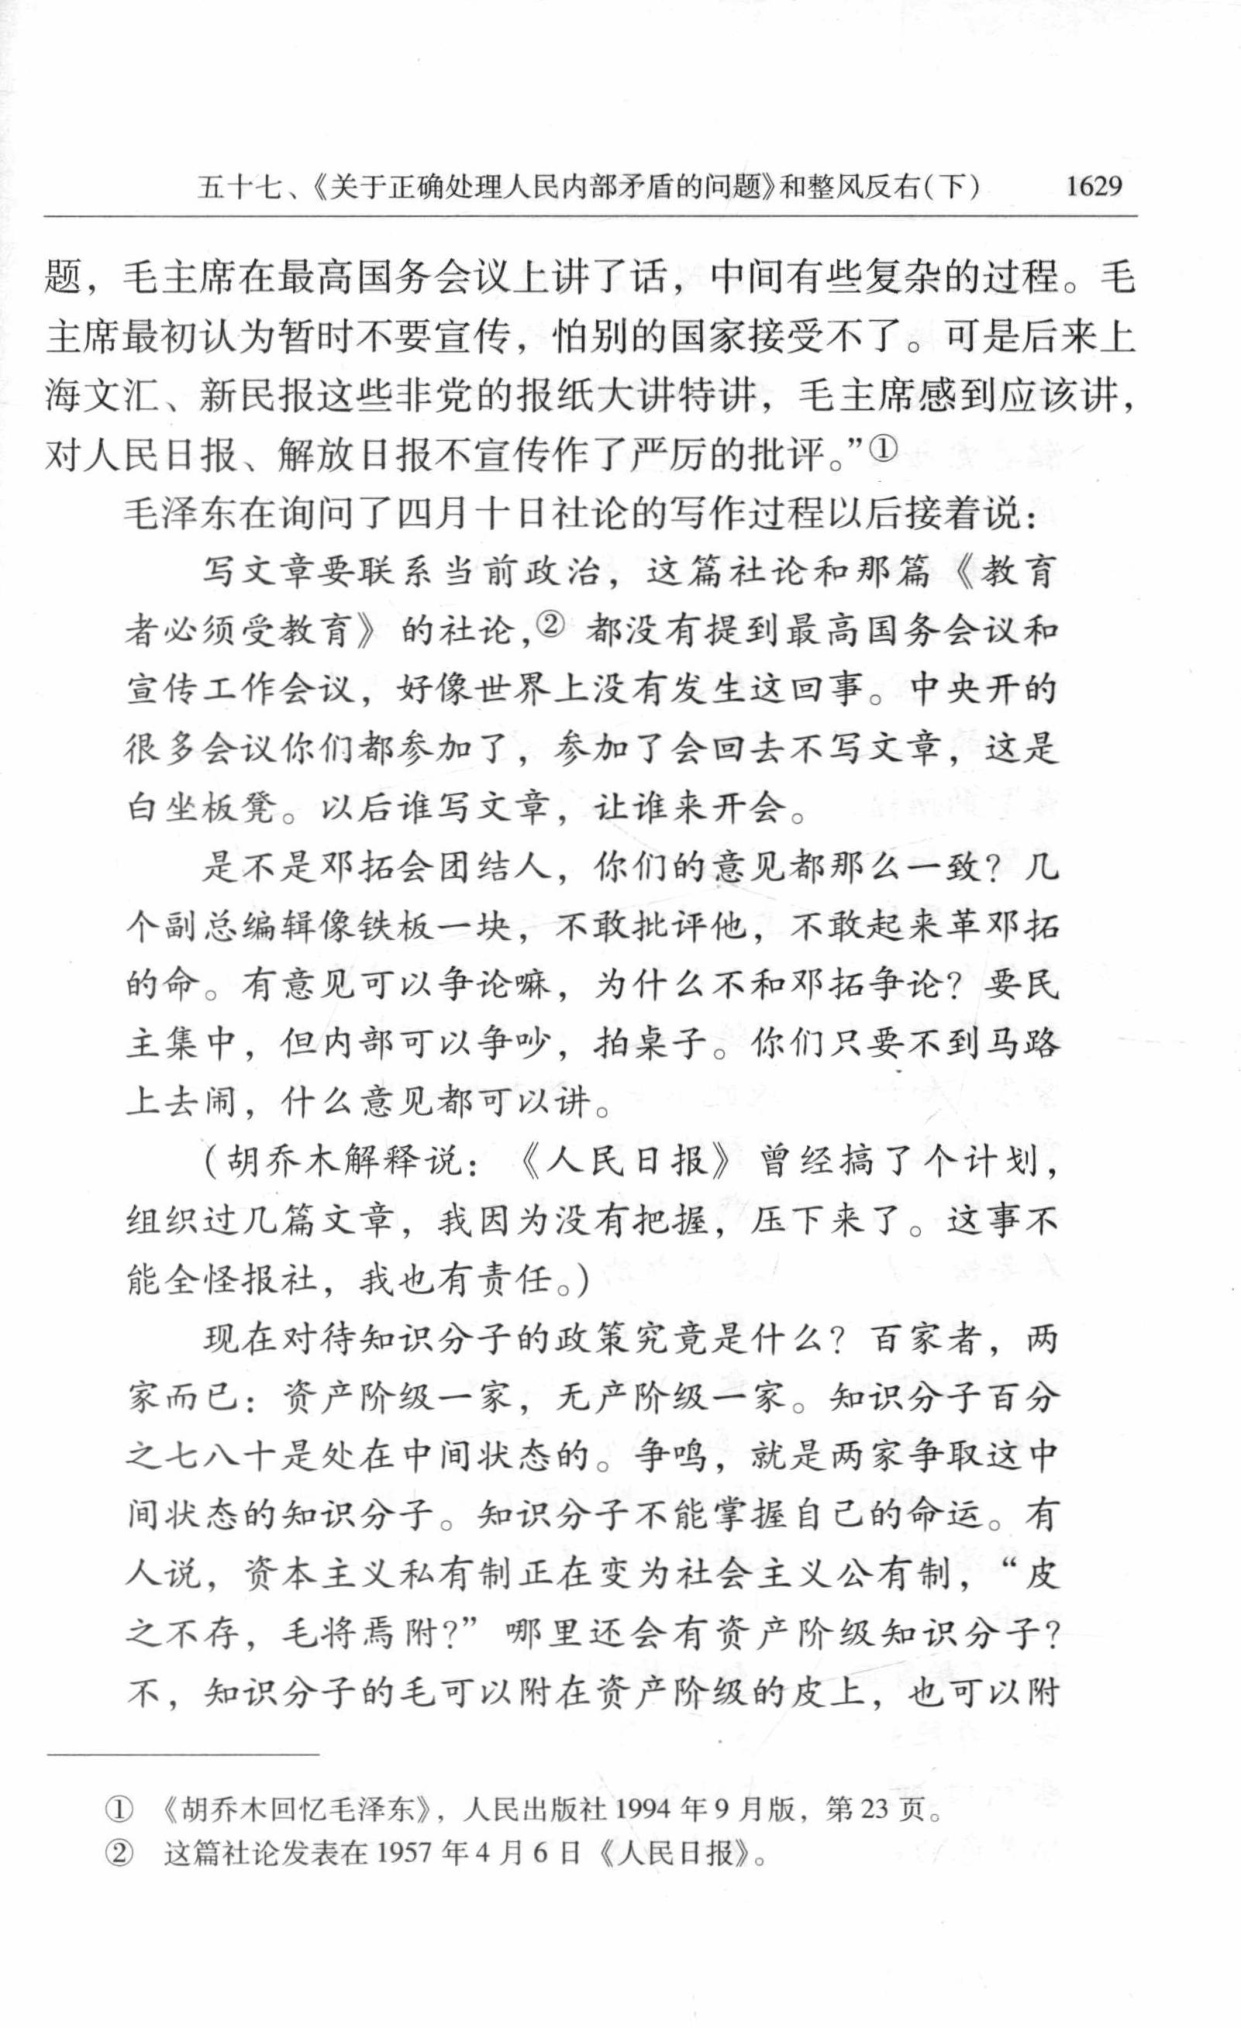 五十七、《关于正确处理人民内部矛盾的问题》和整风反右(下) 1629
题，毛主席在最高国务会议上讲了话，中间有些复杂的过程。毛
主席最初认为暂时不要宣传，怕别的国家接受不了。可是后来上
海文汇、新民报这些非党的报纸大讲特讲，毛主席感到应该讲，
对人民日报、解放日报不宣传作了严厉的批评。”①
毛泽东在询问了四月十日社论的写作过程以后接着说：
写文章要联系当前政治，这篇社论和那篇《教育
者必须受教育》的社论，②都没有提到最高国务会议和
宣传工作会议，好像世界上没有发生这回事。中央开的
很多会议你们都参加了，参加了会回去不写文章，这是
白坐板凳。以后谁写文章，让谁来开会。
是不是邓拓会团结人，你们的意见都那么一致？几
个副总编辑像铁板一块，不敢批评他，不敢起来革邓拓
的命。有意见可以争论嘛，为什么不和邓拓争论？要民
主集中，但内部可以争吵，拍桌子。你们只要不到马路
上去闹，什么意见都可以讲。
（胡乔木解释说：《人民日报》曾经搞了个计划，
组织过几篇文章，我因为没有把握，压下来了。这事不
能全怪报社，我也有责任。）
现在对待知识分子的政策究竟是什么？百家者，两
家而已：资产阶级一家，无产阶级一家。知识分子百分
之七八十是处在中间状态的。争鸣，就是两家争取这中
间状态的知识分子。知识分子不能掌握自己的命运。有
人说，资本主义私有制正在变为社会主义公有制，“皮
之不存，毛将焉附？”哪里还会有资产阶级知识分子？
不，知识分子的毛可以附在资产阶级的皮上，也可以附
① 《胡乔木回忆毛泽东》，人民出版社1994年9月版，第23页。
② 这篇社论发表在1957年4月6日《人民日报》。